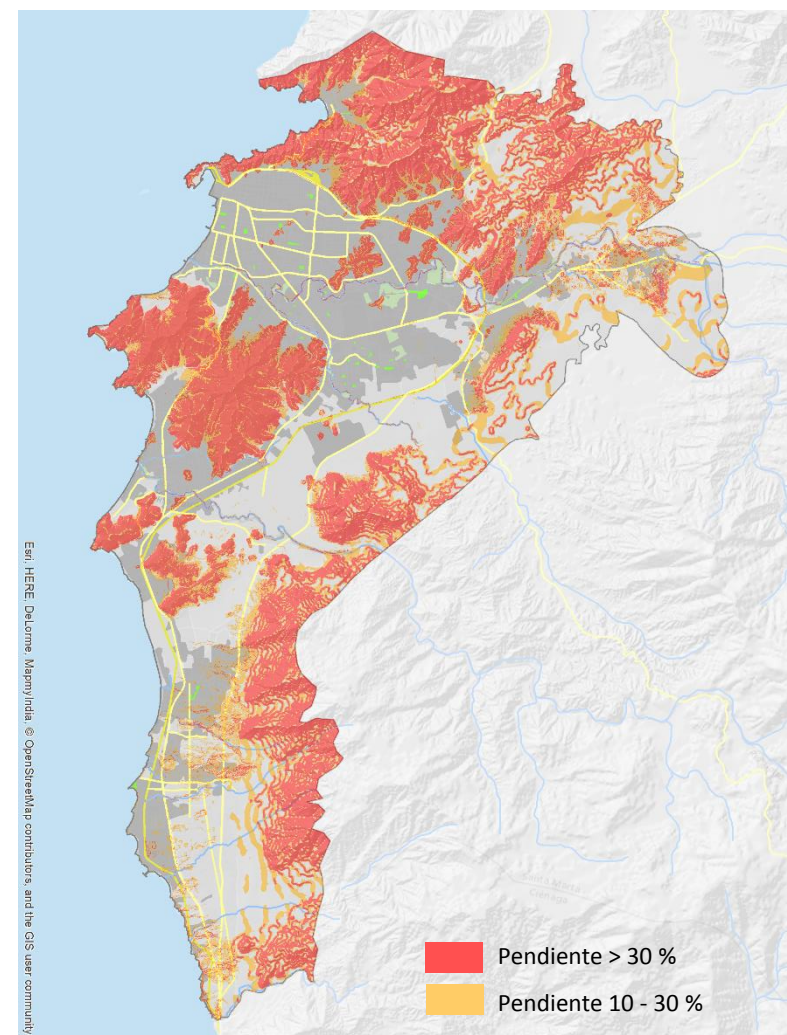 Esri, HERE, DeLorme, MapmyIndia, © OpenStreetMap contributors, and the GIS user community
Pendiente > 30 %
Pendiente 10 - 30 %